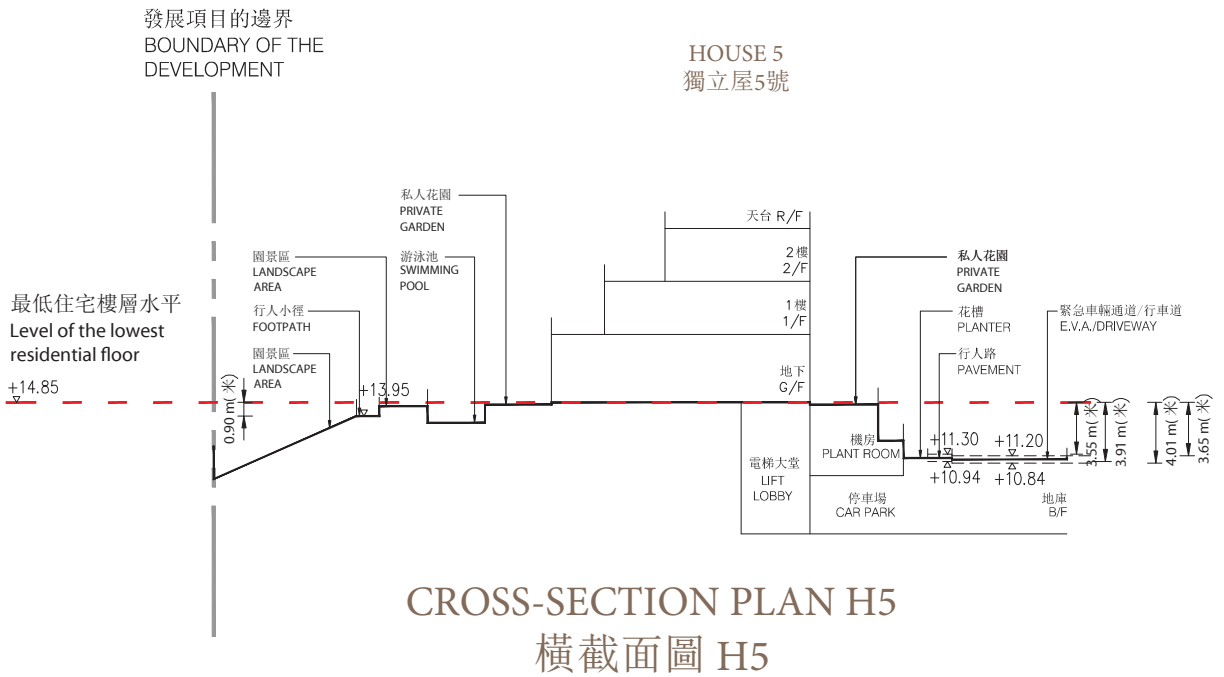 發展項目的邊界
BOUNDARY OF THE
DEVELOPMENT
HOUSE 5
獨立屋5號
私人花園
PRIVATE
GARDEN
天台 R/F
園景區
LANDSCAPE
AREA
游泳池
SWIMMING
POOL
2樓
2/F
私人花園
PRIVATE
GARDEN
最低住宅樓層水平
Level of the lowest
residential floor
行人小徑
FOOTPATH
1樓
1/F
花槽
PLANTER
緊急車輛通道/行車道
E.V.A./DRIVEWAY
園景區
LANDSCAPE
AREA
行人路
PAVEMENT
地下
G/F
+14.85
+13.95
0.90 m(米)
機房
PLANT ROOM
+11.30
+11.20
3.55 m(米)
3.91 m(米)
4.01 m(米)
3.65 m(米)
電梯大堂
LIFT
LOBBY
+10.94
+10.84
停車場
CAR PARK
地庫
B/F
CROSS-SECTION PLAN H5
橫截面圖 H5